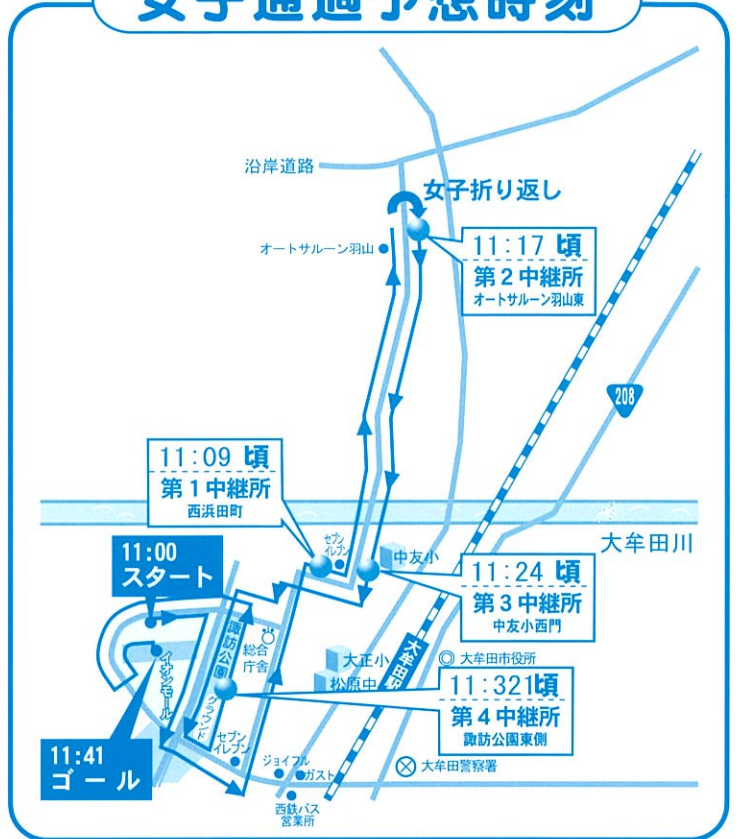 女子通過予想時刻
沿岸道路
女子折り返し
オートサルーン羽山
11:17 頃
第2中継所
オートサルーン羽山東
208
11:09 頃
第1中継所
西浜田町
大牟田川
セブン
イレブン
中友小
11:00
スタート
11:24 頃
第3中継所
中友小西門
諏訪公園
総合
庁舎
大正小
松原中
大牟田駅
大牟田市役所
イオンモール
グラウンド
11:321頃
第4中継所
諏訪公園東側
セブン
イレブン
11:41
ゴール
ジョイフル
ガスト
大牟田警察署
西鉄バス
営業所